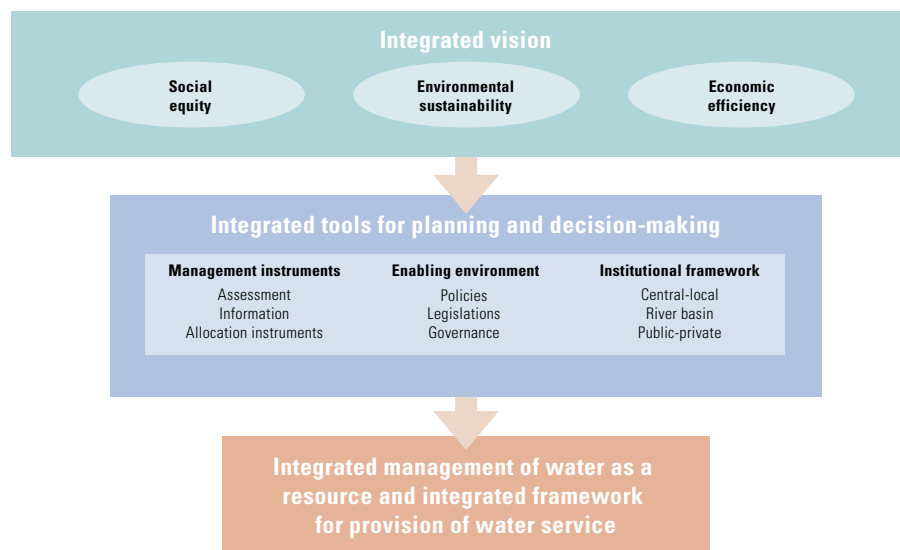 Integrated vision
Social
equity
Environmental
sustainability
Economic
efficiency
Integrated tools for planning and decision-making
Management instruments
Assessment
Information
Allocation instruments
Enabling environment
Policies
Legislations
Governance
Institutional framework
Central-local
River basin
Public-private
Integrated management of water as a
resource and integrated framework
for provision of water service